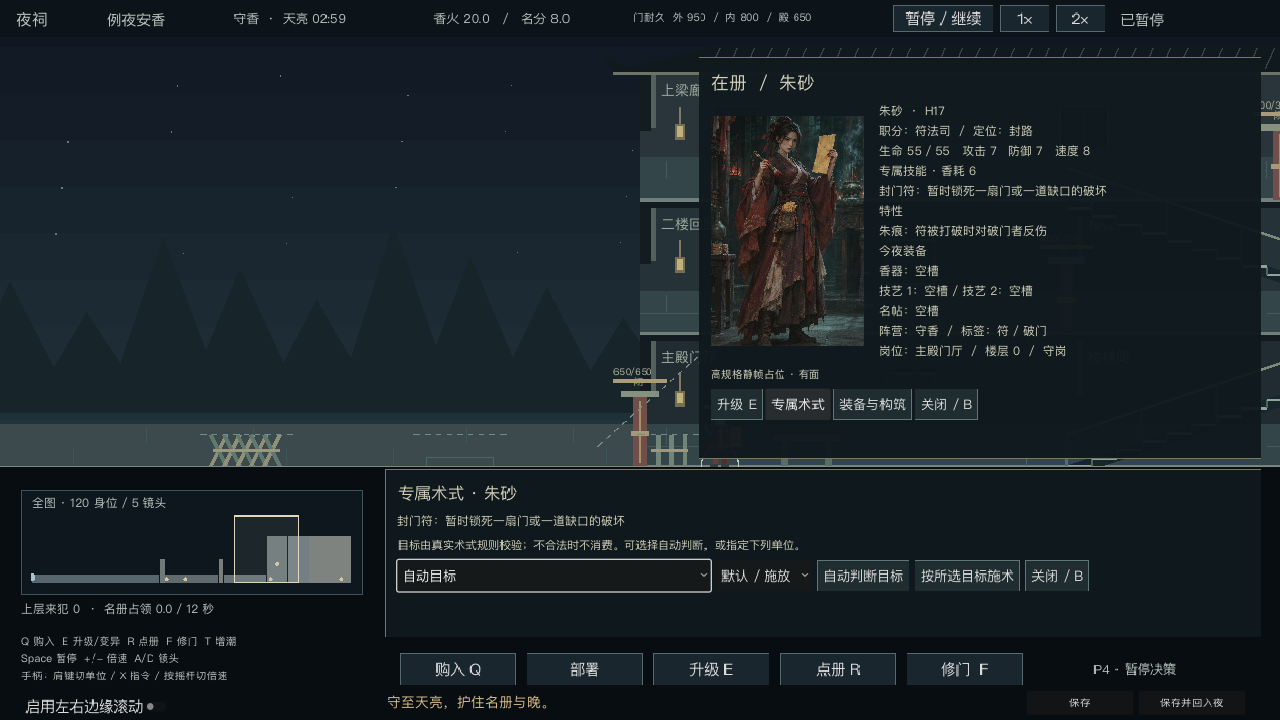 夜祠
例夜安香
守香 · 天亮 02:59
香火 20.0 / 名分 8.0
门耐久 外 950 / 内 800 / 殿 650
暂停 / 继续
1×
2×
已暂停
上梁廊
二楼回
主殿门
650/650
在册 / 朱砂
朱砂 · H17
职分：符法司 / 定位：封路
生命 55 / 55 攻击 7 防御 7 速度 8
专属技能 · 香耗 6
封门符：暂时锁死一扇门或一道缺口的破坏
特性
朱痕：符被打破时对破门者反伤
今夜装备
香器：空槽
技艺 1：空槽 / 技艺 2：空槽
名帖：空槽
阵营：守香 / 标签：符 / 破门
岗位：主殿门厅 / 楼层 0 / 守岗
高规格静帧占位 · 有面
升级 E
专属术式
装备与构筑
关闭 / B
全图 · 120 身位 / 5 镜头
上层来犯 0 · 名册占领 0.0 / 12 秒
Q 购入 E 升级/变异 R 点册 F 修门 T 增潮
Space 暂停 +/− 倍速 A/D 镜头
手柄：肩键切单位 / X 指令 / 按摇杆切倍速
启用左右边缘滚动
专属术式 · 朱砂
封门符：暂时锁死一扇门或一道缺口的破坏
目标由真实术式规则校验；不合法时不消费。可选择自动判断，或指定下列单位。
自动目标
默认 / 施放
自动判断目标
按所选目标施术
关闭 / B
购入 Q
部署
升级 E
点册 R
修门 F
P4 - 暂停决策
守至天亮，护住名册与晚。
保存
保存并回入夜